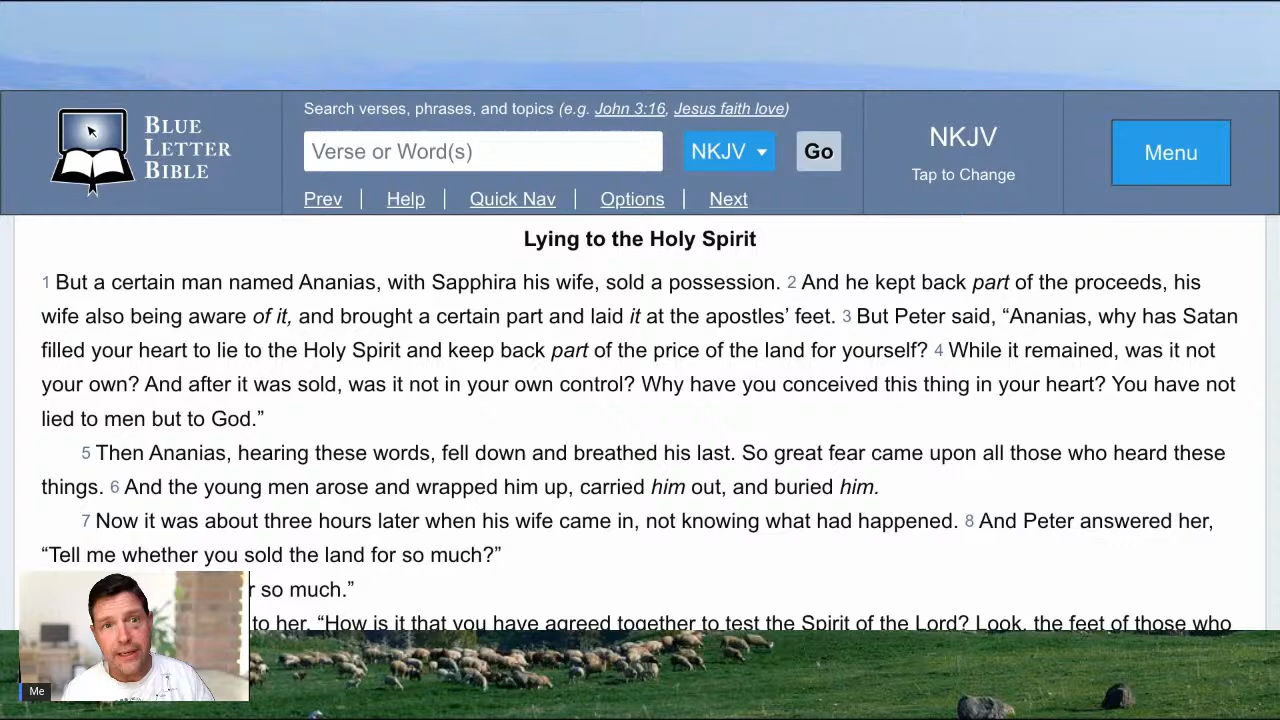 BLUE
LETTER
BIBLE
Search verses, phrases, and topics (e.g. John 3:16, Jesus faith love)
Verse or Word(s)
NKJV
Go
Prev | Help | Quick Nav | Options | Next
NKJV
Tap to Change
Menu
Lying to the Holy Spirit
1 But a certain man named Ananias, with Sapphira his wife, sold a possession. 2 And he kept back part of the proceeds, his
wife also being aware of it, and brought a certain part and laid it at the apostles’ feet. 3 But Peter said, “Ananias, why has Satan
filled your heart to lie to the Holy Spirit and keep back part of the price of the land for yourself? 4 While it remained, was it not
your own? And after it was sold, was it not in your own control? Why have you conceived this thing in your heart? You have not
lied to men but to God.”
5 Then Ananias, hearing these words, fell down and breathed his last. So great fear came upon all those who heard these
things. 6 And the young men arose and wrapped him up, carried him out, and buried him.
7 Now it was about three hours later when his wife came in, not knowing what had happened. 8 And Peter answered her,
“Tell me whether you sold the land for so much?”
r so much.”
to her, “How is it that you have agreed together to test the Spirit of the Lord? Look, the feet of those who
Me